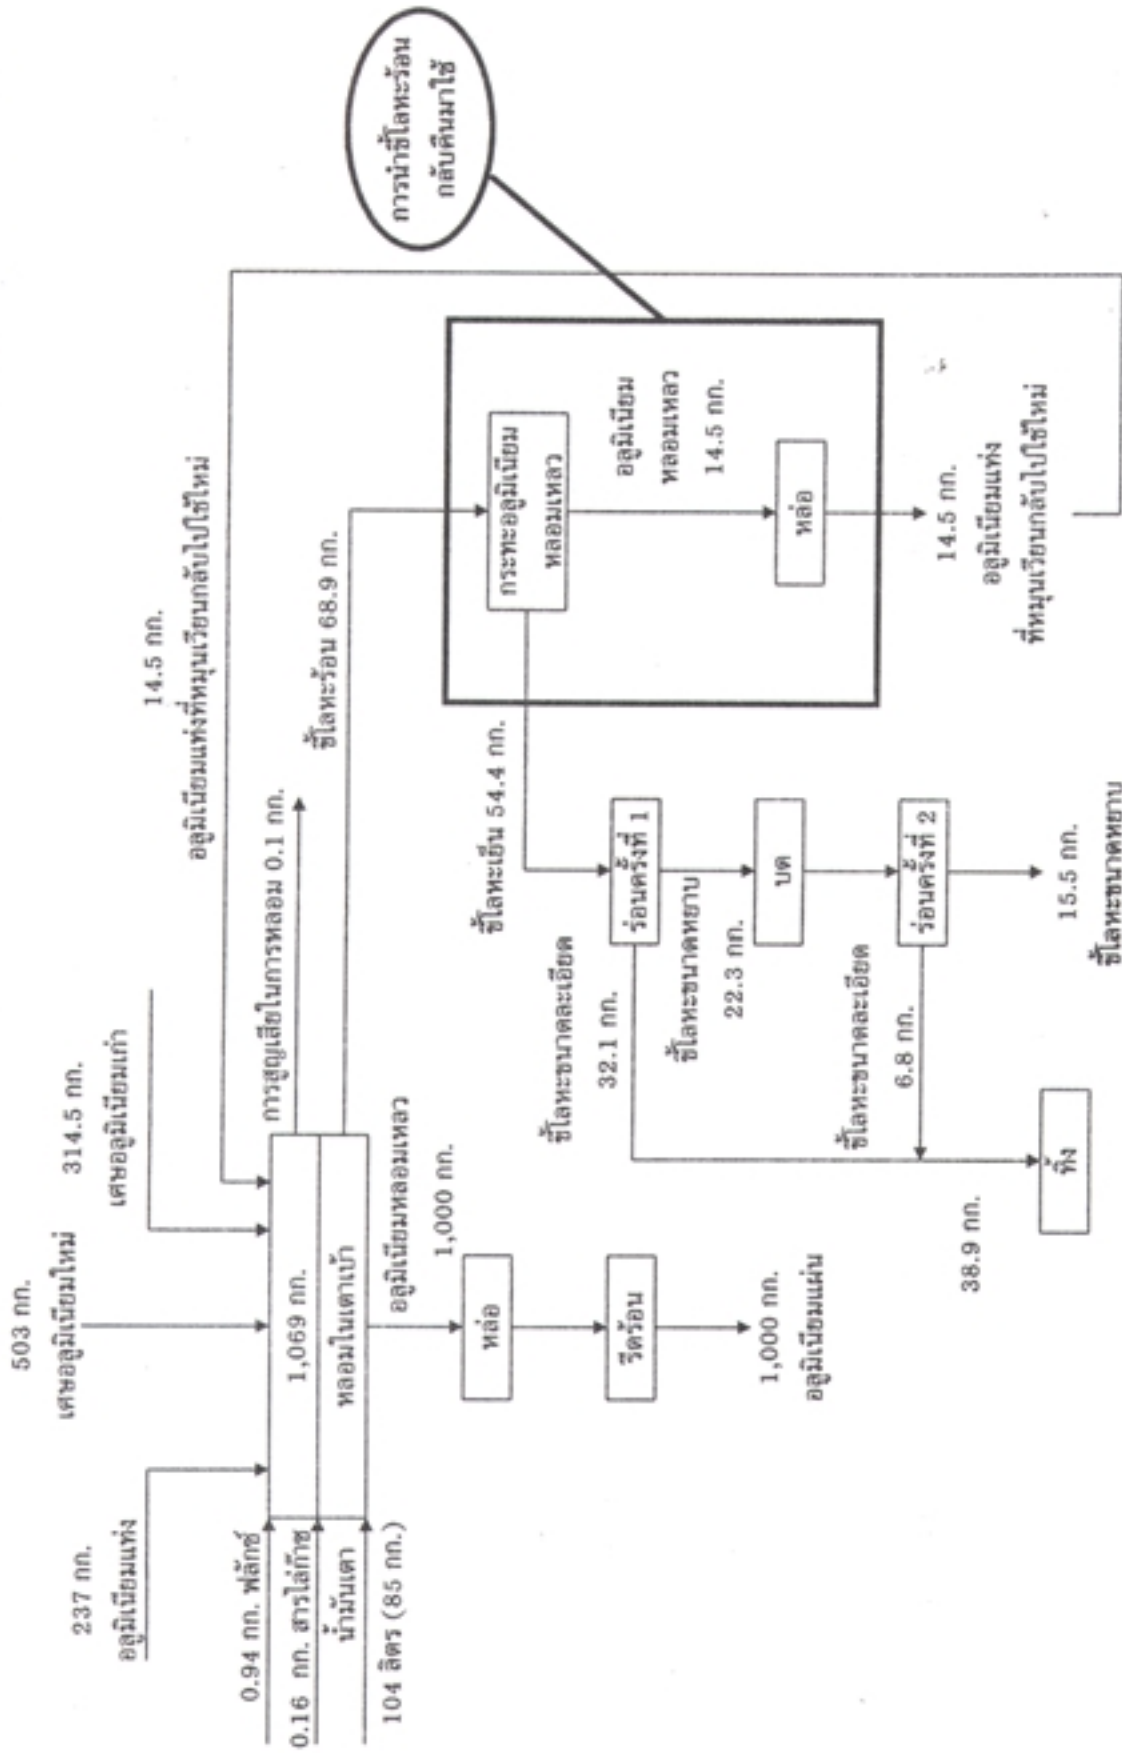 503 กก.
เศษอลูมิเนียมใหม่
314.5 กก.
เศษอลูมิเนียมเก่า
237 กก.
อลูมิเนียมแท่ง
14.5 กก.
อลูมิเนียมแท่งที่หมุนเวียนกลับไปใช้ใหม่
0.94 กก. ฟลักซ์
0.16 กก. สารไล่ก๊าซ
น้ำมันเตา
104 ลิตร (85 กก.)
1,069 กก.
หลอมในเตาเบ้า
การสูญเสียในการหลอม 0.1 กก.
ขี้โลหะร้อน 68.9 กก.
อลูมิเนียมหลอมเหลว
1,000 กก.
หล่อ
รีดร้อน
1,000 กก.
อลูมิเนียมแผ่น
การนำขี้โลหะร้อน
กลับคืนมาใช้
กระทะอลูมิเนียม
หลอมเหลว
อลูมิเนียม
หลอมเหลว
14.5 กก.
หล่อ
14.5 กก.
อลูมิเนียมแท่ง
ที่หมุนเวียนกลับไปใช้ใหม่
ขี้โลหะเย็น 54.4 กก.
ร่อนครั้งที่ 1
ขี้โลหะขนาดละเอียด
32.1 กก.
ขี้โลหะขนาดหยาบ
22.3 กก.
บด
ร่อนครั้งที่ 2
ขี้โลหะขนาดละเอียด
6.8 กก.
15.5 กก.
ขี้โลหะขนาดหยาบ
38.9 กก.
ทิ้ง